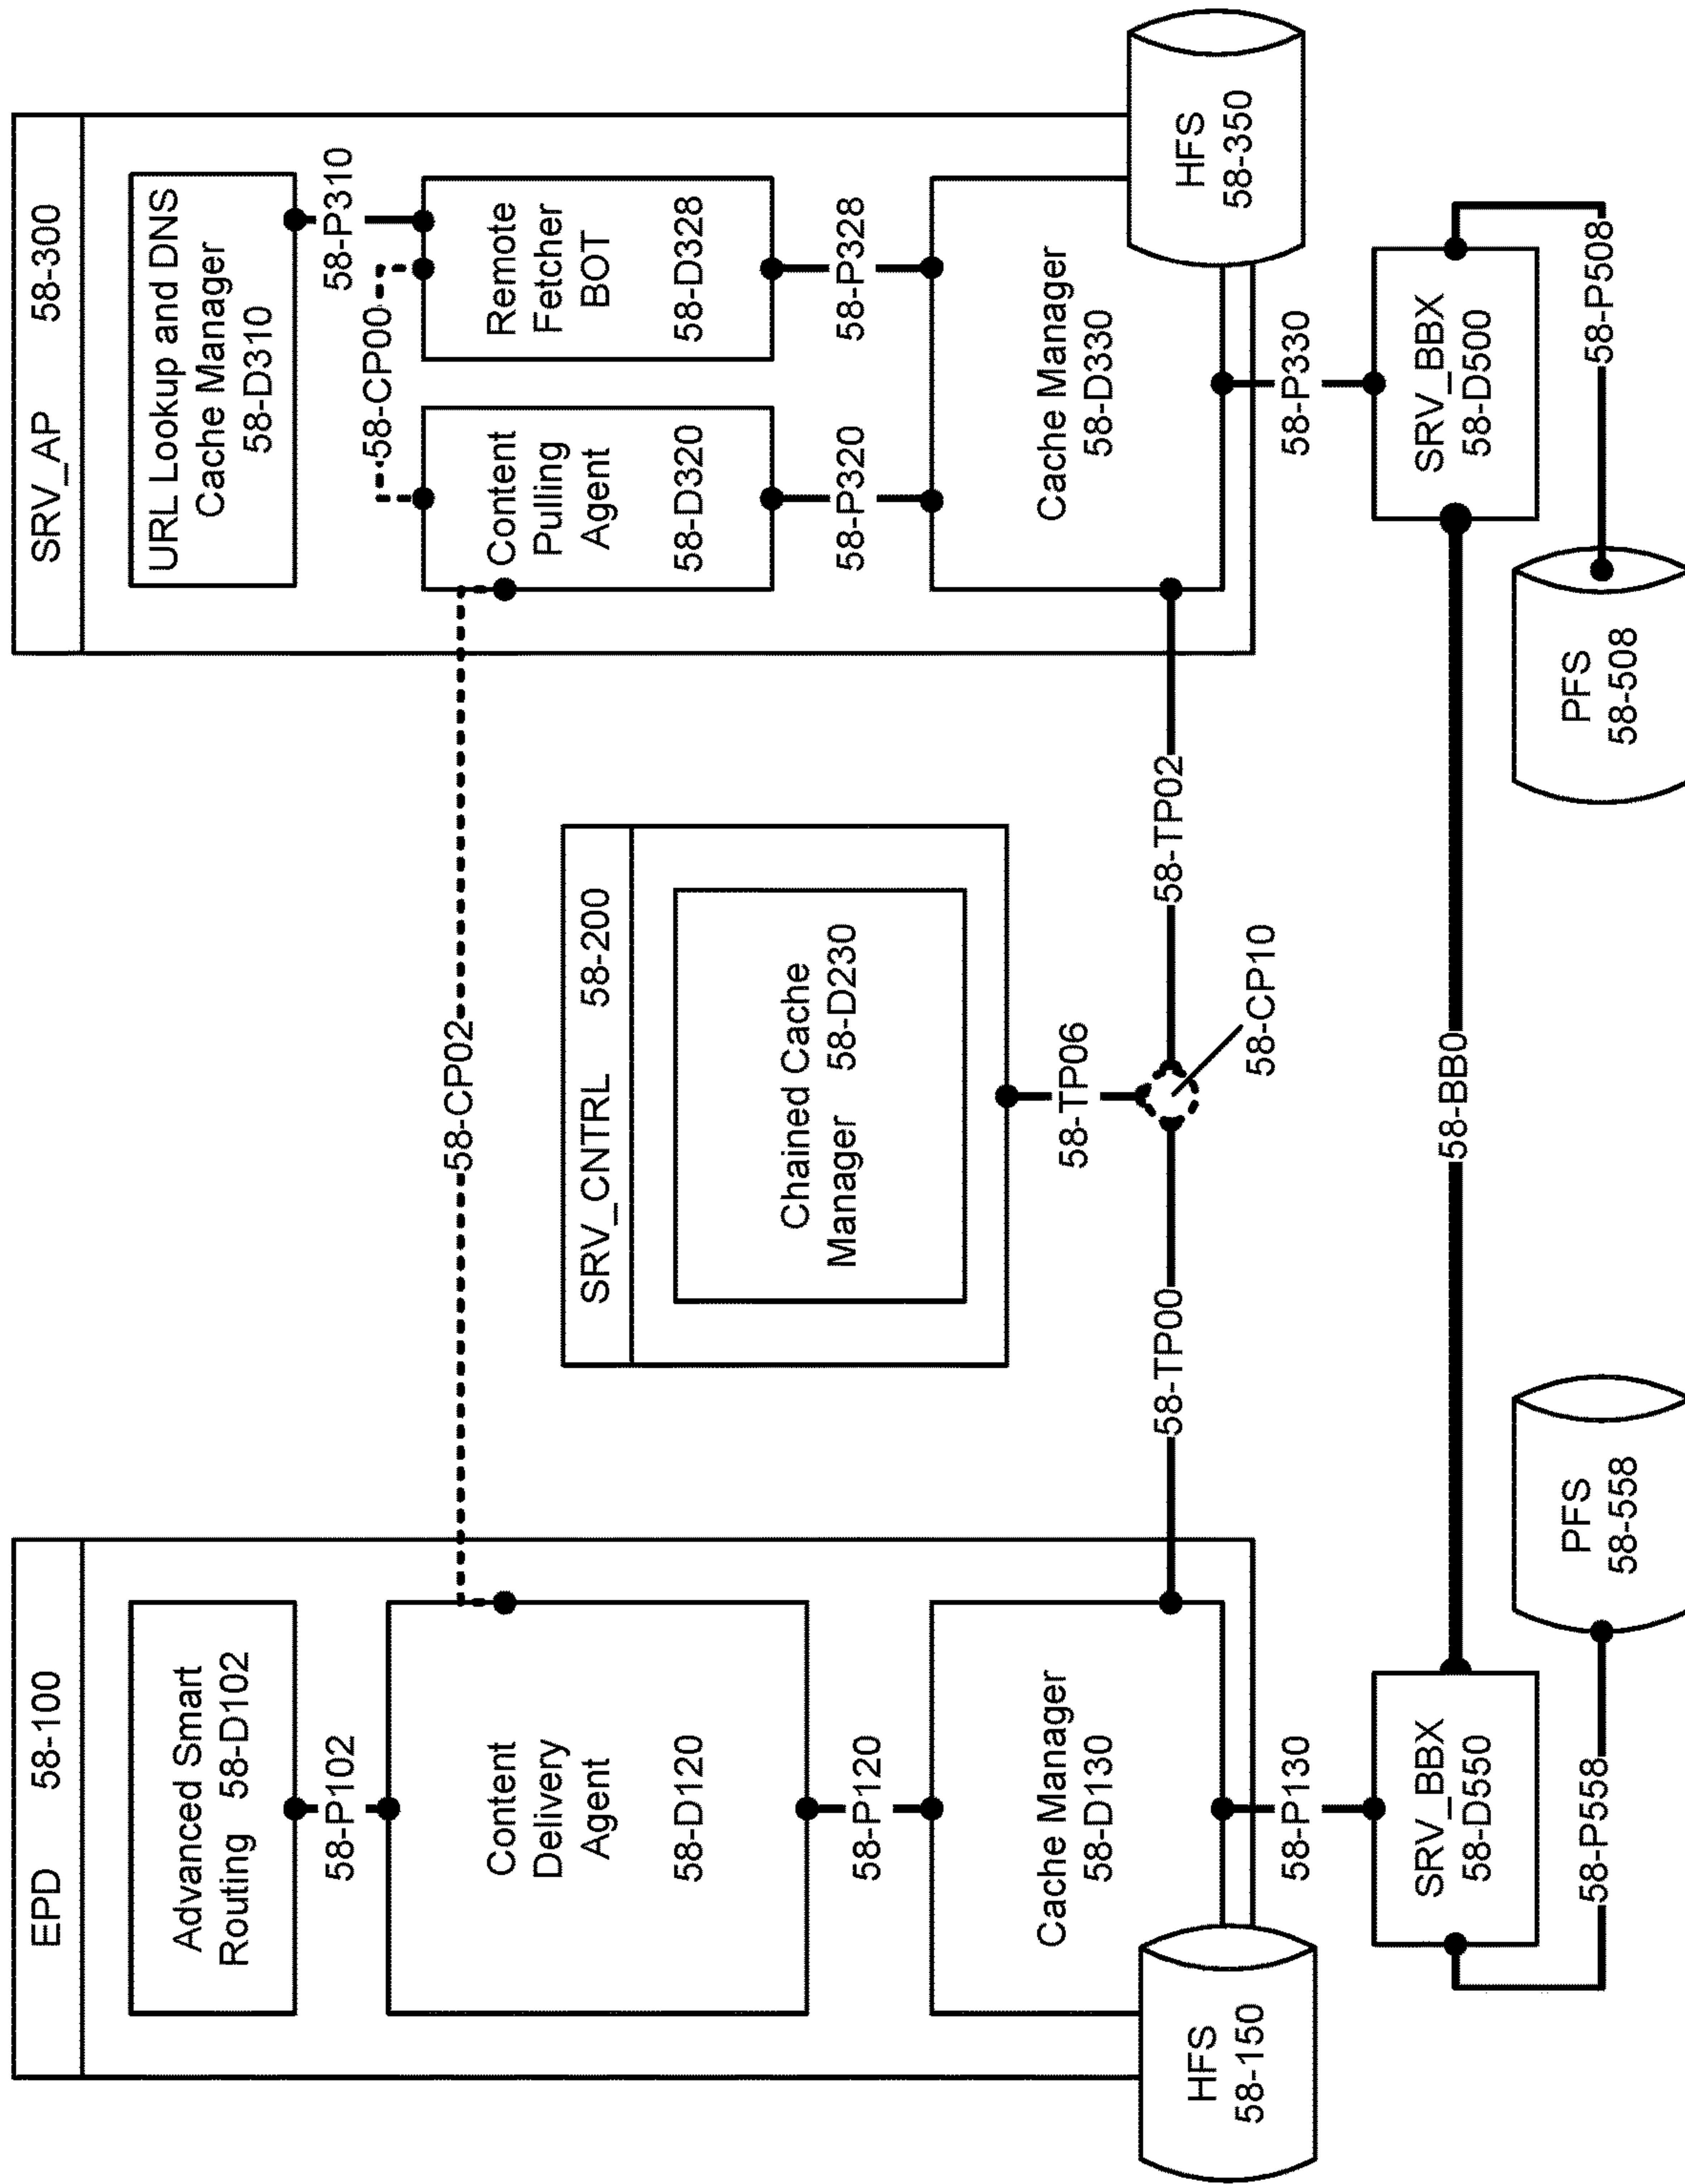 EPD 58-100
Advanced Smart
Routing 58-D102
58-P102
Content
Delivery
Agent
58-D120
58-P120
Cache Manager
58-D130
HFS
58-150
58-P130
SRV_BBX
58-D550
58-P558
PFS
58-558
58-CP02
SRV_CNTRL 58-200
Chained Cache
Manager 58-D230
58-TP06
58-TP00
58-TP02
58-CP10
58-BB0
SRV_AP 58-300
URL Lookup and DNS
Cache Manager
58-D310
58-P310
58-CP00
Content
Pulling
Agent
58-D320
Remote
Fetcher
BOT
58-D328
58-P320
58-P328
Cache Manager
58-D330
HFS
58-350
58-P330
SRV_BBX
58-D500
58-P508
PFS
58-508